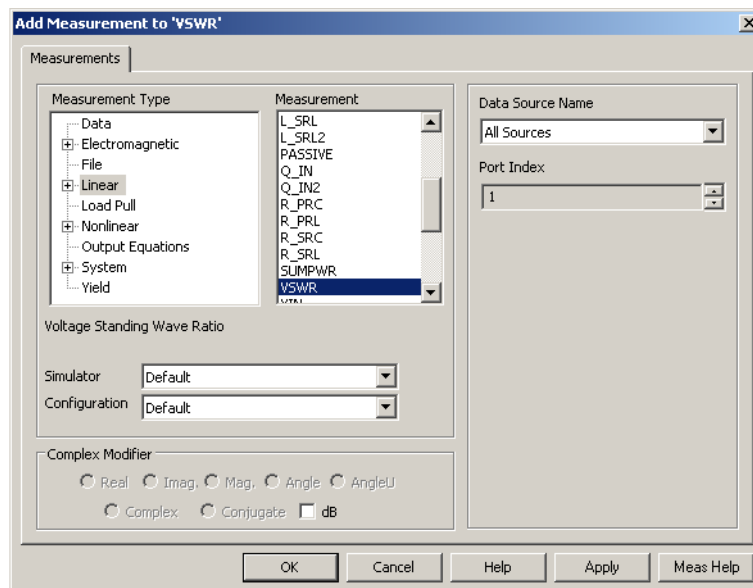 Add Measurement to 'VSWR'
Measurements
Measurement Type
Data
Electromagnetic
File
Linear
Load Pull
Nonlinear
Output Equations
System
Yield
Measurement
L_SRL
L_SRL2
PASSIVE
Q_IN
Q_IN2
R_PRC
R_PRL
R_SRC
R_SRL
SUMPWR
VSWR
Voltage Standing Wave Ratio
Simulator
Default
Configuration
Default
Complex Modifier
Real Imag. Mag. Angle AngleU
Complex Conjugate dB
Data Source Name
All Sources
Port Index
1
OK Cancel Help Apply Meas Help